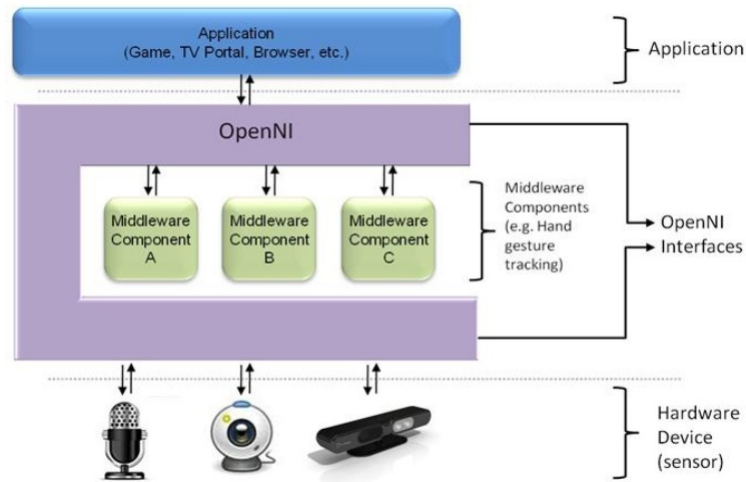 Application
(Game, TV Portal, Browser, etc.)
Application
OpenNI
Middleware
Component
A
Middleware
Component
B
Middleware
Component
C
Middleware
Components
(e.g. Hand
gesture
tracking)
OpenNI
Interfaces
Hardware
Device
(sensor)